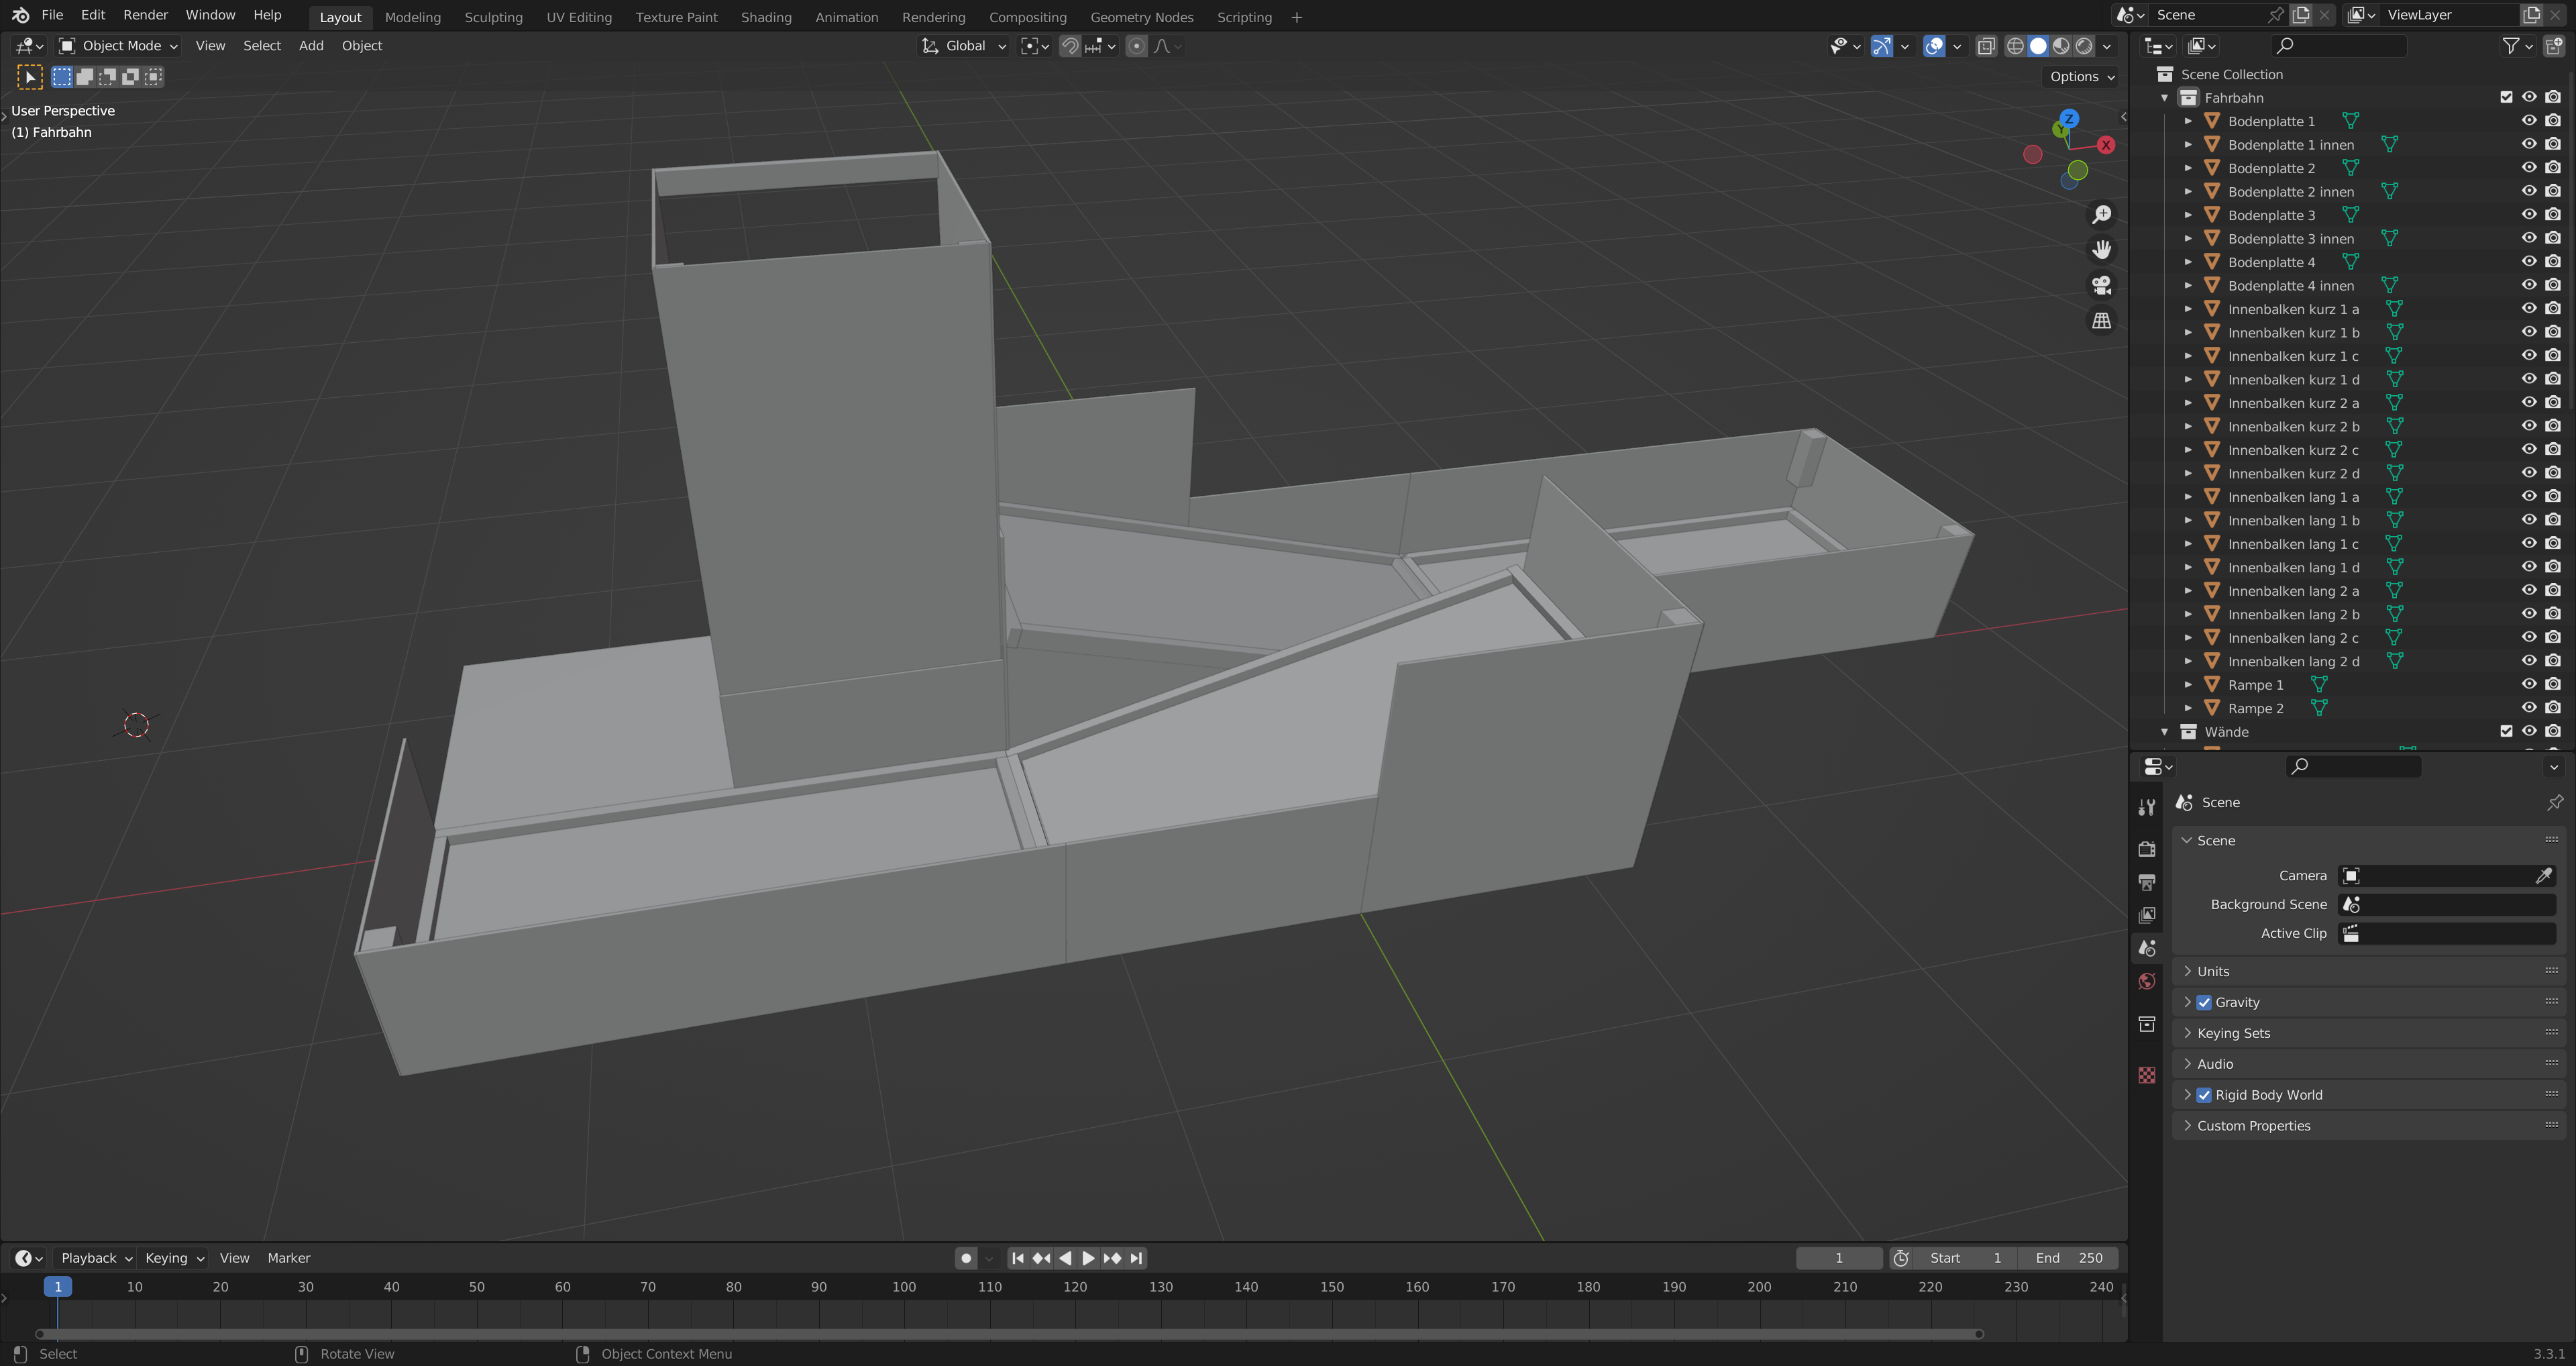 File Edit Render Window Help Layout Modeling Sculpting UV Editing Texture Paint Shading Animation Rendering Compositing Geometry Nodes Scripting + Scene ViewLayer
Object Mode View Select Add Object Global
Options
User Perspective
(1) Fahrbahn
Z
Y
X
Scene Collection
Fahrbahn
Bodenplatte 1
Bodenplatte 1 innen
Bodenplatte 2
Bodenplatte 2 innen
Bodenplatte 3
Bodenplatte 3 innen
Bodenplatte 4
Bodenplatte 4 innen
Innenbalken kurz 1 a
Innenbalken kurz 1 b
Innenbalken kurz 1 c
Innenbalken kurz 1 d
Innenbalken kurz 2 a
Innenbalken kurz 2 b
Innenbalken kurz 2 c
Innenbalken kurz 2 d
Innenbalken lang 1 a
Innenbalken lang 1 b
Innenbalken lang 1 c
Innenbalken lang 1 d
Innenbalken lang 2 a
Innenbalken lang 2 b
Innenbalken lang 2 c
Innenbalken lang 2 d
Rampe 1
Rampe 2
Wände
Scene
Scene
Camera
Background Scene
Active Clip
Units
Gravity
Keying Sets
Audio
Rigid Body World
Custom Properties
Playback Keying View Marker 1 Start 1 End 250
1 10 20 30 40 50 60 70 80 90 100 110 120 130 140 150 160 170 180 190 200 210 220 230 240
Select Rotate View Object Context Menu 3.3.1